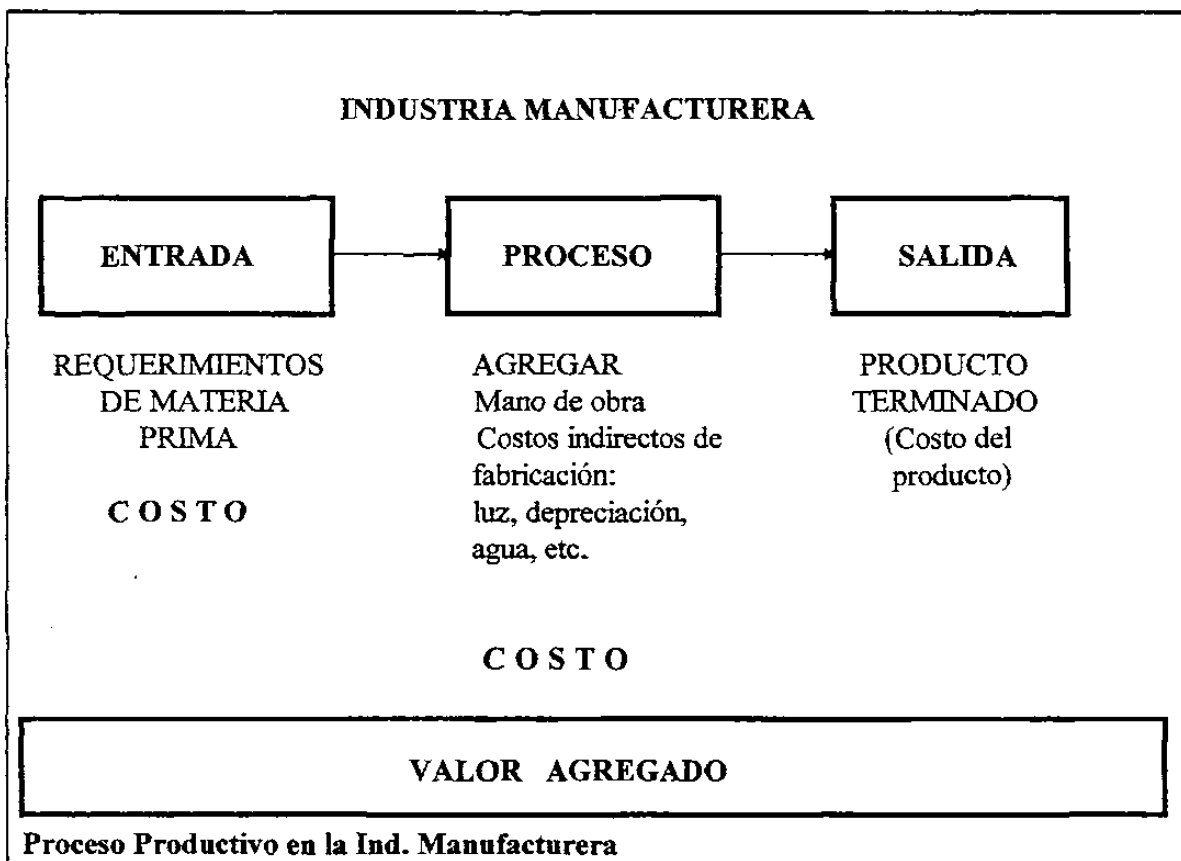 INDUSTRIA MANUFACTURERA
ENTRADA
PROCESO
SALIDA
REQUERIMIENTOS
DE MATERIA
PRIMA
C O S T O
AGREGAR
Mano de obra
Costos indirectos de
fabricación:
luz, depreciación,
agua, etc.
C O S T O
PRODUCTO
TERMINADO
(Costo del
producto)
VALOR AGREGADO
Proceso Productivo en la Ind. Manufacturera